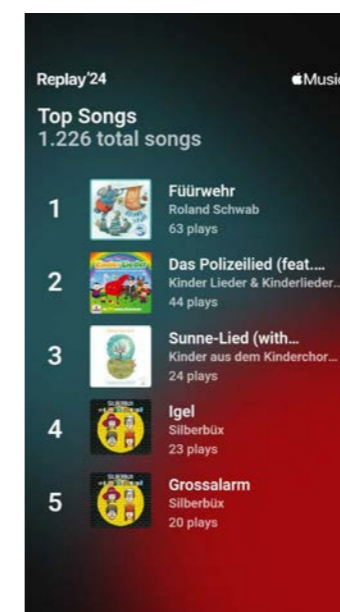 Replay'24
Music
Top Songs
1.226 total songs
1
Füürwehr
Roland Schwab
63 plays
2
Das Polizeilied (feat....
Kinder Lieder & Kinderlieder...
44 plays
3
Sunne-Lied (with...
Kinder aus dem Kinderchor...
24 plays
4
Igel
Silberbüx
23 plays
5
Grossalarm
Silberbüx
20 plays